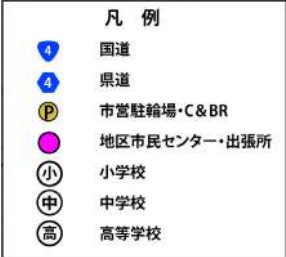 凡 例
4 国道
4 県道
P 市営駐輪場・C&BR
地区市民センター・出張所
小 小学校
中 中学校
高 高等学校